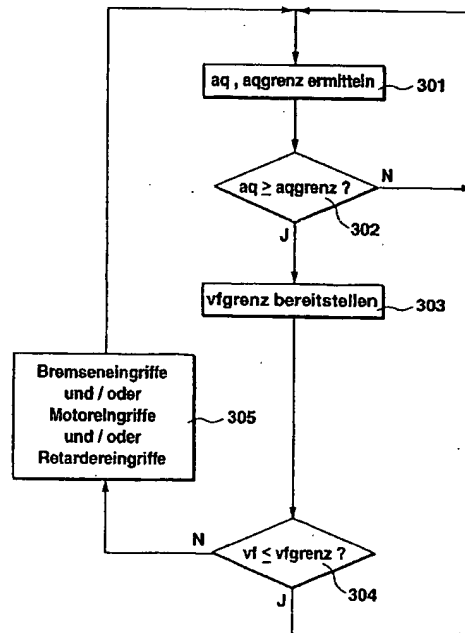 aq , aqgrenz ermitteln
301
aq ≥ aqgrenz ?
N
302
J
vfgrenz bereitstellen
303
Bremseneingriffe
und / oder
Motoreingriffe
und / oder
Retardereingriffe
305
N
vf ≤ vfgrenz ?
304
J